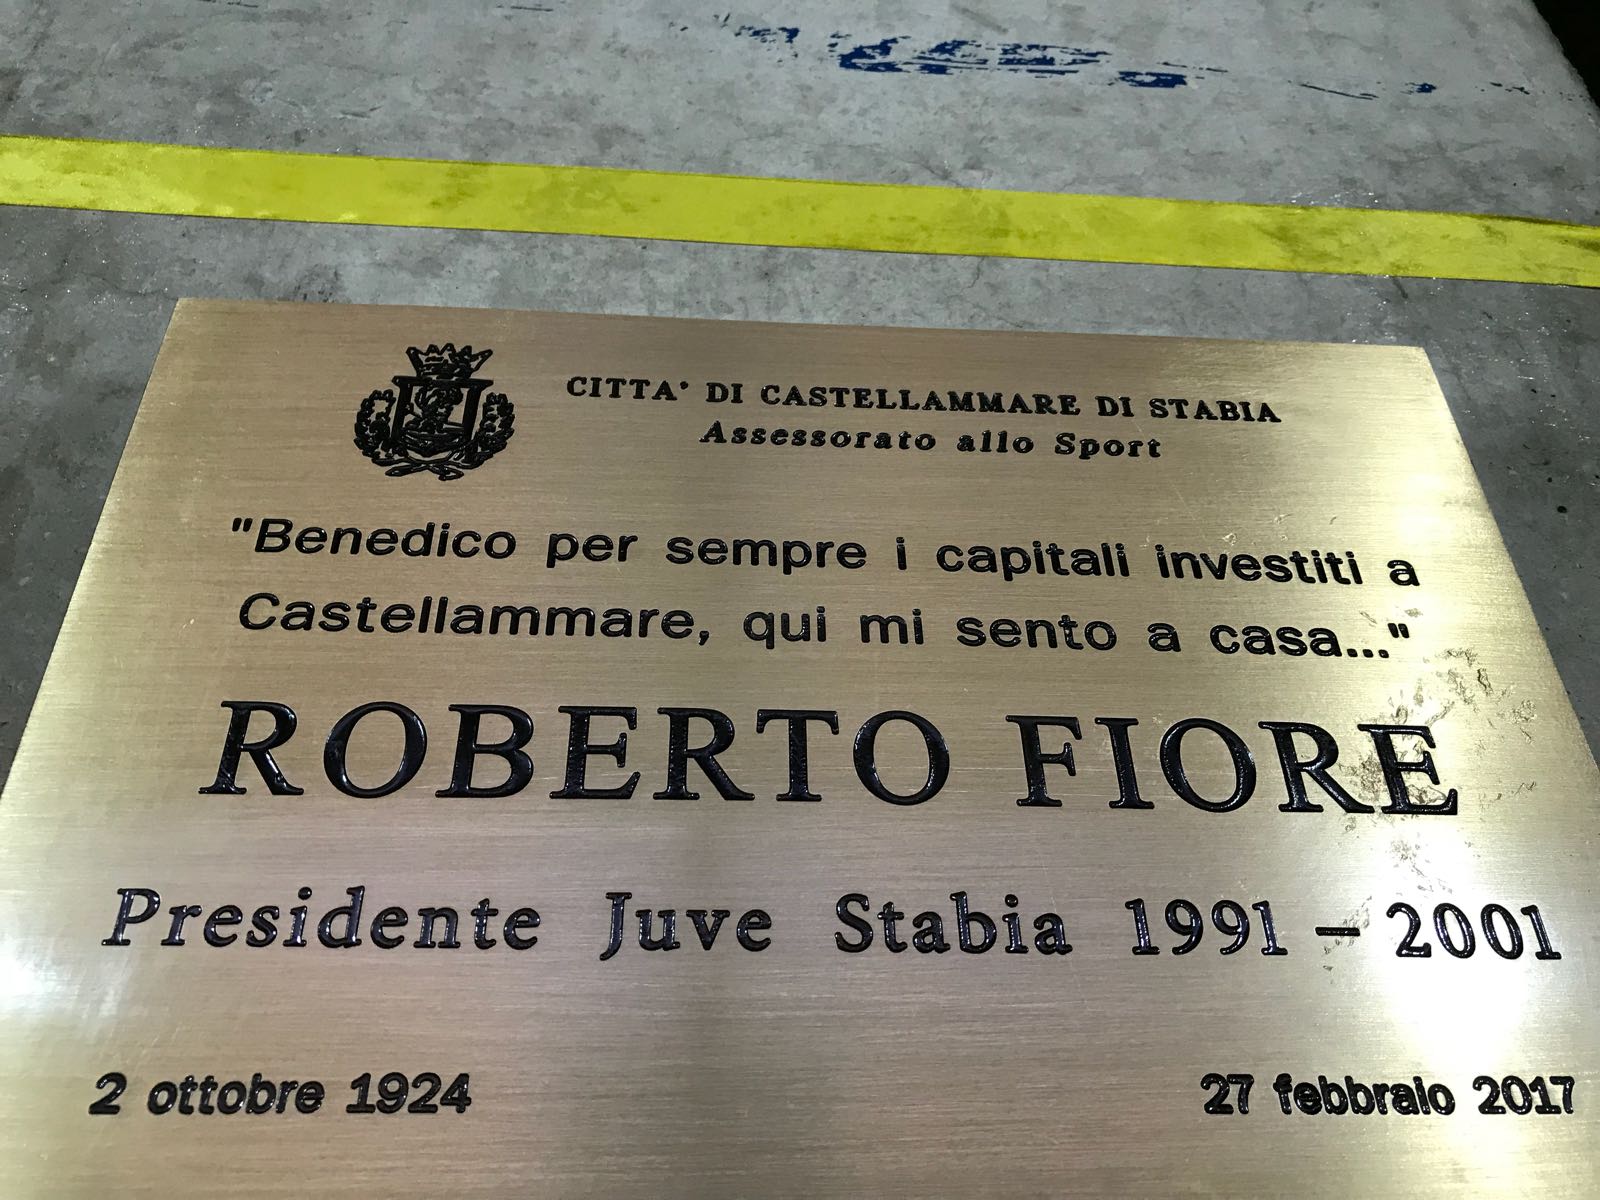 CITTA' DI CASTELLAMMARE DI STABIA
Assessorato allo Sport
"Benedico per sempre i capitali investiti a
Castellammare, qui mi sento a casa..."
ROBERTO FIORE
Presidente Juve Stabia 1991 - 2001
2 ottobre 1924 27 febbraio 2017